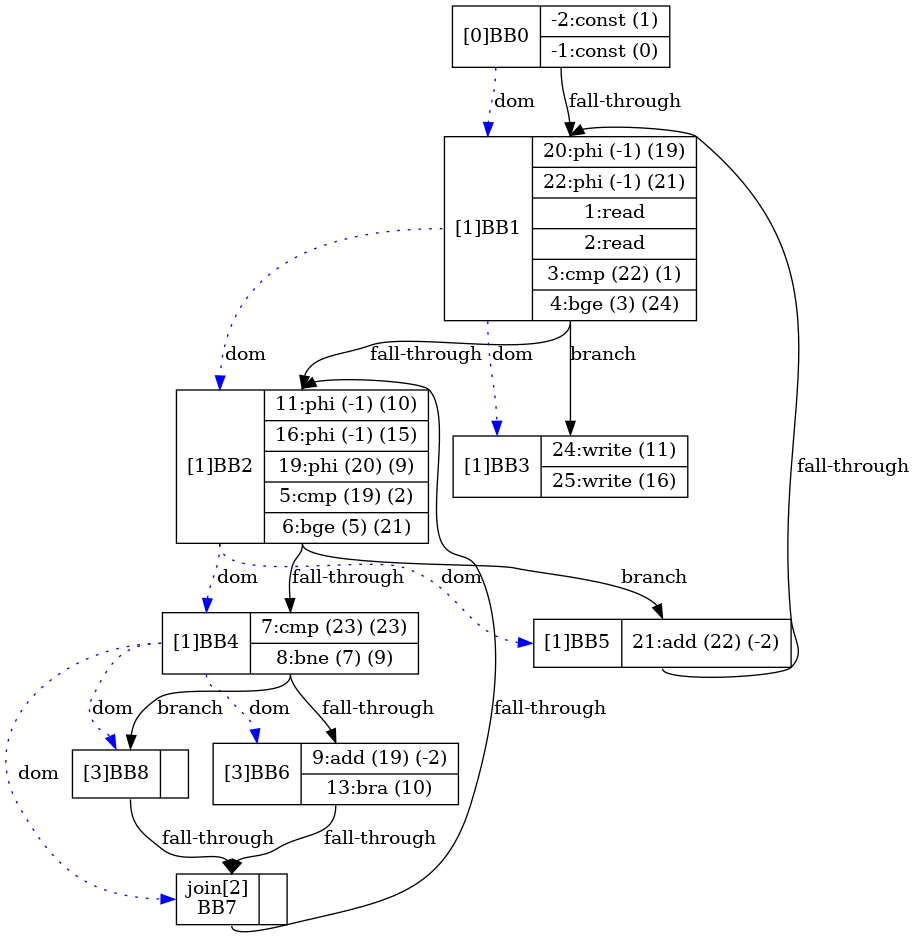 [0]BB0
-2:const (1)
-1:const (0)
dom
fall-through
[1]BB1
20:phi (-1) (19)
22:phi (-1) (21)
1:read
2:read
3:cmp (22) (1)
4:bge (3) (24)
dom
fall-through
dom
branch
[1]BB2
11:phi (-1) (10)
16:phi (-1) (15)
19:phi (20) (9)
5:cmp (19) (2)
6:bge (5) (21)
[1]BB3
24:write (11)
25:write (16)
fall-through
dom
fall-through
dom
branch
[1]BB4
7:cmp (23) (23)
8:bne (7) (9)
[1]BB5
21:add (22) (-2)
dom
branch
dom
fall-through
fall-through
dom
[3]BB8
[3]BB6
9:add (19) (-2)
13:bra (10)
fall-through
fall-through
join[2]
BB7